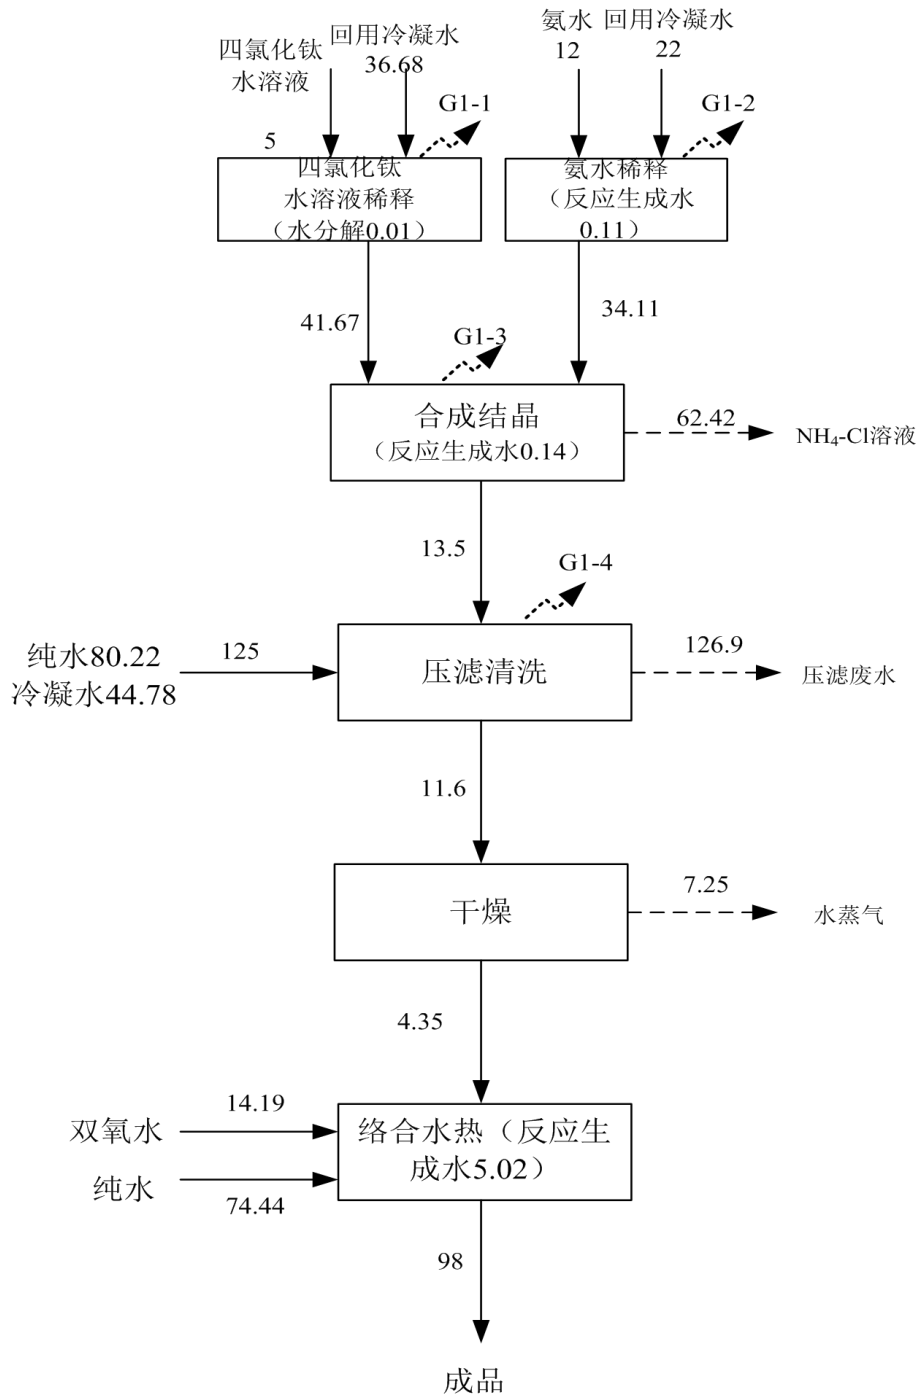 四氯化钛
水溶液
回用冷凝水
36.68
氨水
12
回用冷凝水
22
G1-1
G1-2
5
四氯化钛
水溶液稀释
（水分解0.01）
氨水稀释
（反应生成水
0.11）
41.67
34.11
G1-3
合成结晶
（反应生成水0.14）
62.42
NH₄-Cl溶液
13.5
G1-4
纯水80.22
冷凝水44.78
125
压滤清洗
126.9
压滤废水
11.6
干燥
7.25
水蒸气
4.35
双氧水
14.19
纯水
74.44
络合水热（反应生
成水5.02）
98
成品